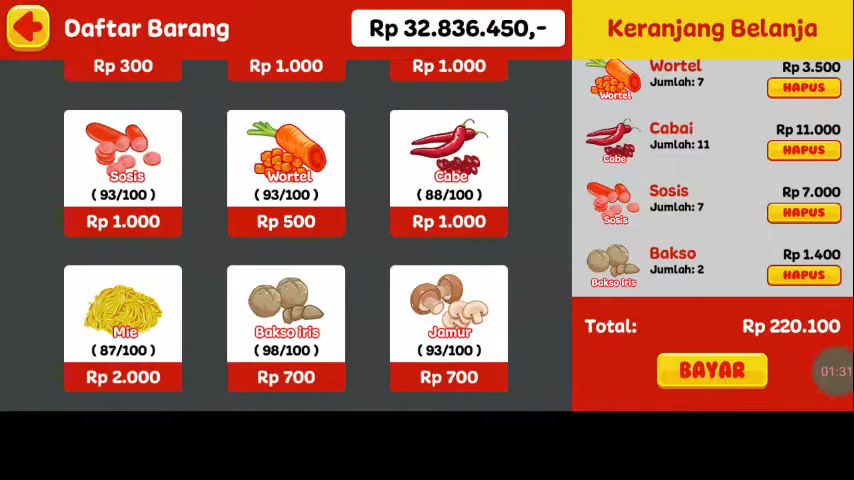 Daftar Barang
Rp 32.836.450,-
Keranjang Belanja
Rp 300
Rp 1.000
Rp 1.000
Sosis
(93/100)
Rp 1.000
Wortel
(93/100)
Rp 500
Cabe
(88/100)
Rp 1.000
Mie
(87/100)
Rp 2.000
Bakso iris
(98/100)
Rp 700
Jamur
(93/100)
Rp 700
Wortel
Wortel
Jumlah: 7
Rp 3.500
HAPUS
Cabe
Cabai
Jumlah: 11
Rp 11.000
HAPUS
Sosis
Sosis
Jumlah: 7
Rp 7.000
HAPUS
Bakso iris
Bakso
Jumlah: 2
Rp 1.400
HAPUS
Total:
Rp 220.100
BAYAR
01:31